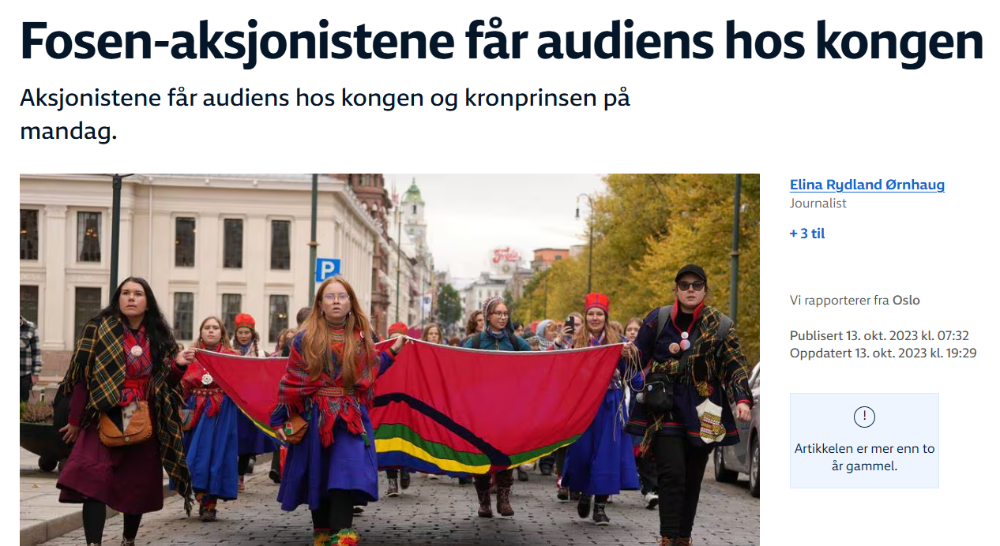 Fosen-aksjonistene får audiens hos kongen
Aksjonistene får audiens hos kongen og kronprinsen på
mandag.
P
Freia
Elina Rydland Ørnhaug
Journalist
+ 3 til
Vi rapporterer fra Oslo
Publisert 13. okt. 2023 kl. 07:32
Oppdatert 13. okt. 2023 kl. 19:29
!
Artikkelen er mer enn to
år gammel.